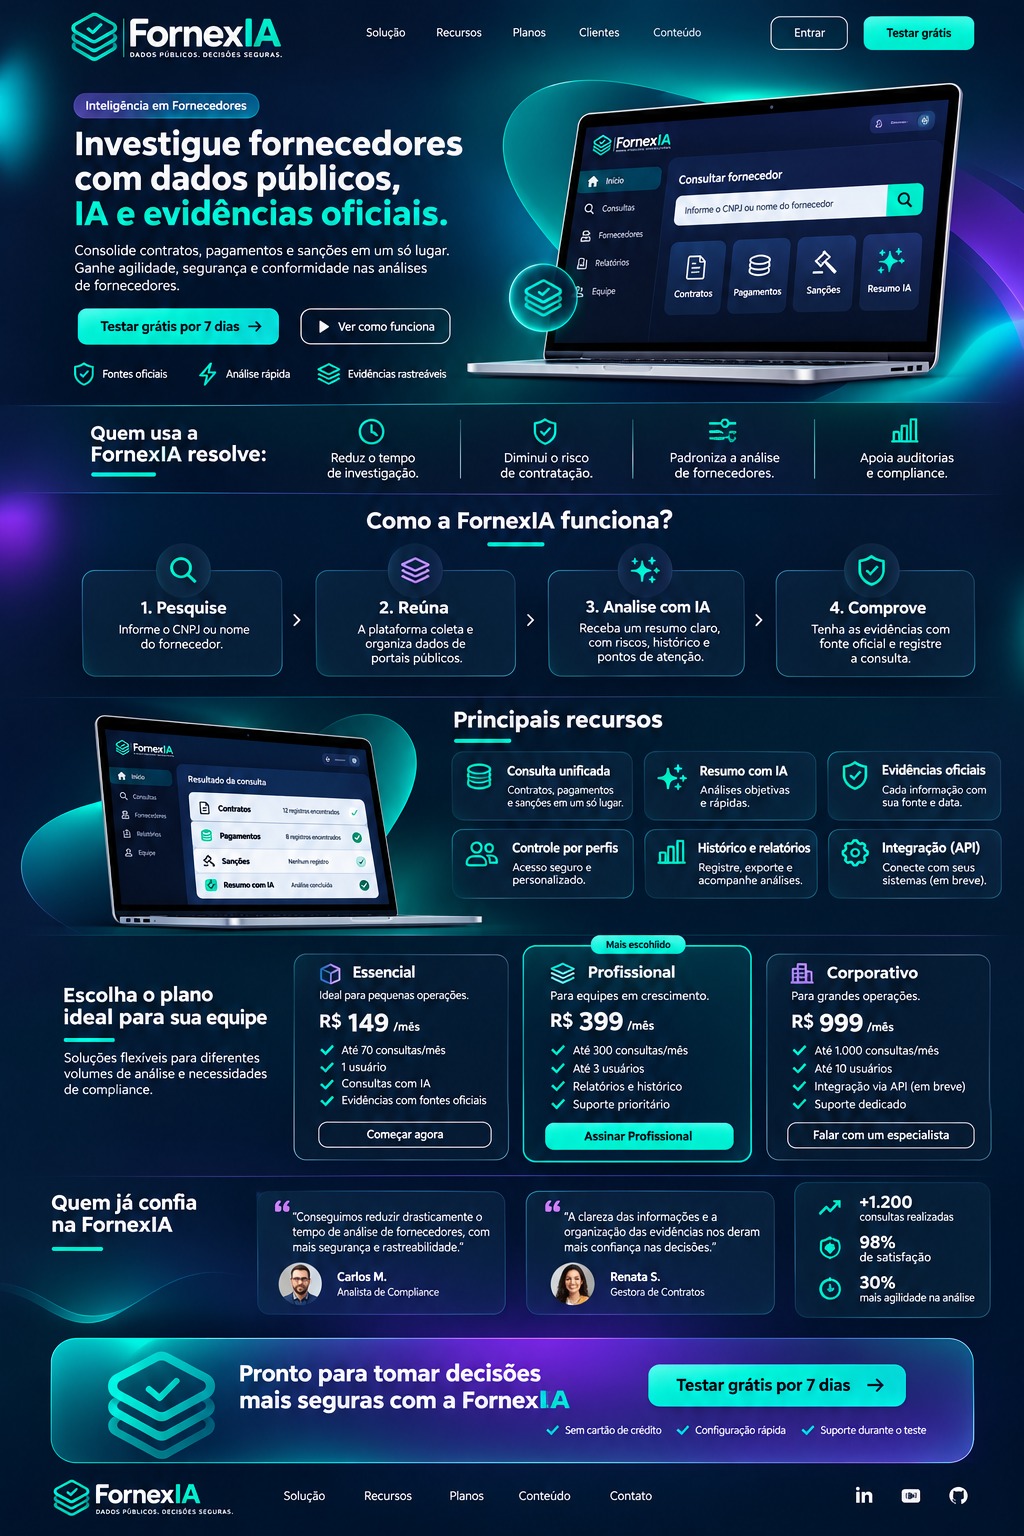 FornexIA
DADOS PÚBLICOS. DECISÕES SEGURAS.
Solução
Recursos
Planos
Clientes
Conteúdo
Entrar
Testar grátis
Inteligência em Fornecedores
Investigue fornecedores
com dados públicos,
IA e evidências oficiais.
Consolide contratos, pagamentos e sanções em um só lugar.
Ganhe agilidade, segurança e conformidade nas análises
de fornecedores.
Testar grátis por 7 dias →
Ver como funciona
Fontes oficiais
Análise rápida
Evidências rastreáveis
FornexIA
Início
Consultas
Fornecedores
Relatórios
Equipe
Consultar fornecedor
Informe o CNPJ ou nome do fornecedor
Contratos
Pagamentos
Sanções
Resumo IA
Quem usa a
FornexIA resolve:
Reduz o tempo
de investigação.
Diminui o risco
de contratação.
Padroniza a análise
de fornecedores.
Apoia auditorias
e compliance.
Como a FornexIA funciona?
1. Pesquise
Informe o CNPJ ou nome
do fornecedor.
2. Reúna
A plataforma coleta e
organiza dados de
portais públicos.
3. Analise com IA
Receba um resumo claro,
com riscos, histórico e
pontos de atenção.
4. Comprove
Tenha as evidências com
fonte oficial e registre
a consulta.
FornexIA
Início
Consultas
Fornecedores
Relatórios
Equipe
Resultado da consulta
Contratos
12 registros encontrados
Pagamentos
8 registros encontrados
Sanções
Nenhum registro
Resumo com IA
Análise concluída
Principais recursos
Consulta unificada
Contratos, pagamentos
e sanções em um só lugar.
Resumo com IA
Análises objetivas
e rápidas.
Evidências oficiais
Cada informação com
sua fonte e data.
Controle por perfis
Acesso seguro e
personalizado.
Histórico e relatórios
Registre, exporte e
acompanhe análises.
Integração (API)
Conecte com seus
sistemas (em breve).
Escolha o plano
ideal para sua equipe
Soluções flexíveis para diferentes
volumes de análise e necessidades
de compliance.
Essencial
Ideal para pequenas operações.
R$ 149 /mês
Até 70 consultas/mês
1 usuário
Consultas com IA
Evidências com fontes oficiais
Começar agora
Mais escolhido
Profissional
Para equipes em crescimento.
R$ 399 /mês
Até 300 consultas/mês
Até 3 usuários
Relatórios e histórico
Suporte prioritário
Assinar Profissional
Corporativo
Para grandes operações.
R$ 999 /mês
Até 1.000 consultas/mês
Até 10 usuários
Integração via API (em breve)
Suporte dedicado
Falar com um especialista
Quem já confia
na FornexIA
“Conseguimos reduzir drasticamente o
tempo de análise de fornecedores, com
mais segurança e rastreabilidade.”
Carlos M.
Analista de Compliance
“A clareza das informações e a
organização das evidências nos deram
mais confiança nas decisões.”
Renata S.
Gestora de Contratos
+1.200
consultas realizadas
98%
de satisfação
30%
mais agilidade na análise
Pronto para tomar decisões
mais seguras com a FornexIA
Testar grátis por 7 dias →
Sem cartão de crédito
Configuração rápida
Suporte durante o teste
FornexIA
DADOS PÚBLICOS. DECISÕES SEGURAS.
Solução
Recursos
Planos
Conteúdo
Contato
in